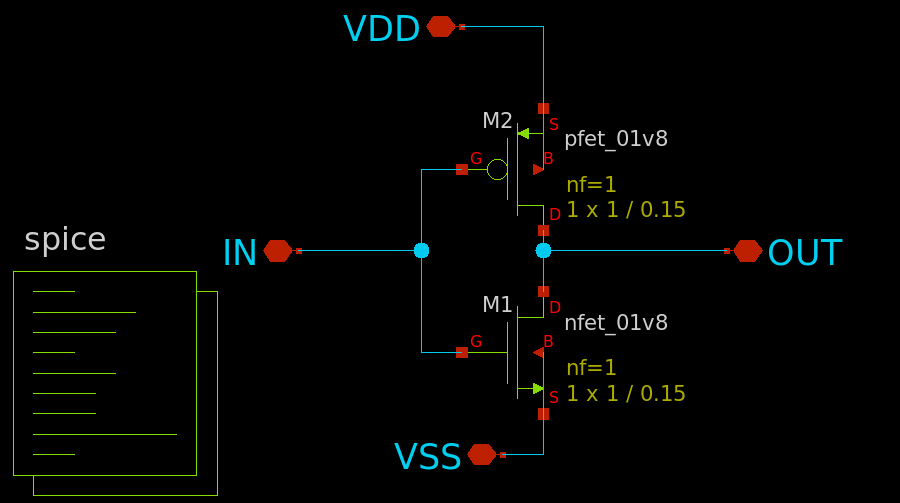 VDD
M2
S
pfet_01v8
G
B
nf=1
D
1 x 1 / 0.15
spice
IN
OUT
M1
D
nfet_01v8
G
B
nf=1
1 x 1 / 0.15
S
VSS